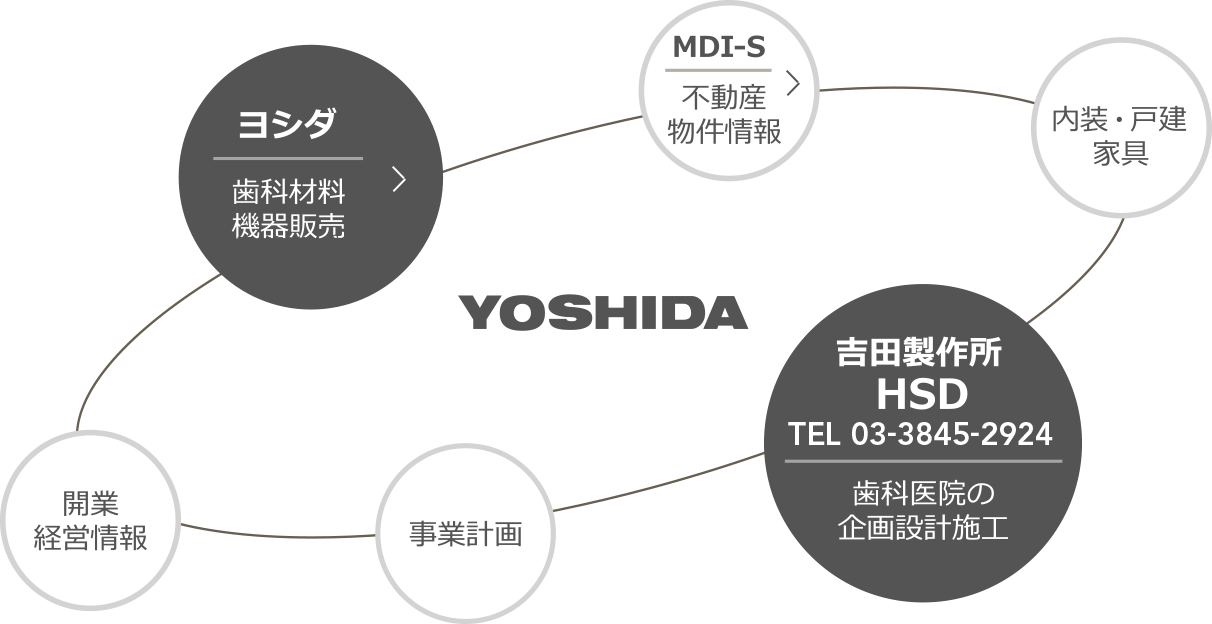 MDI-S
不動産
物件情報
内装・戸建
家具
ヨシダ
歯科材料
機器販売
YOSHIDA
吉田製作所
HSD
TEL 03-3845-2924
歯科医院の
企画設計施工
開業
経営情報
事業計画